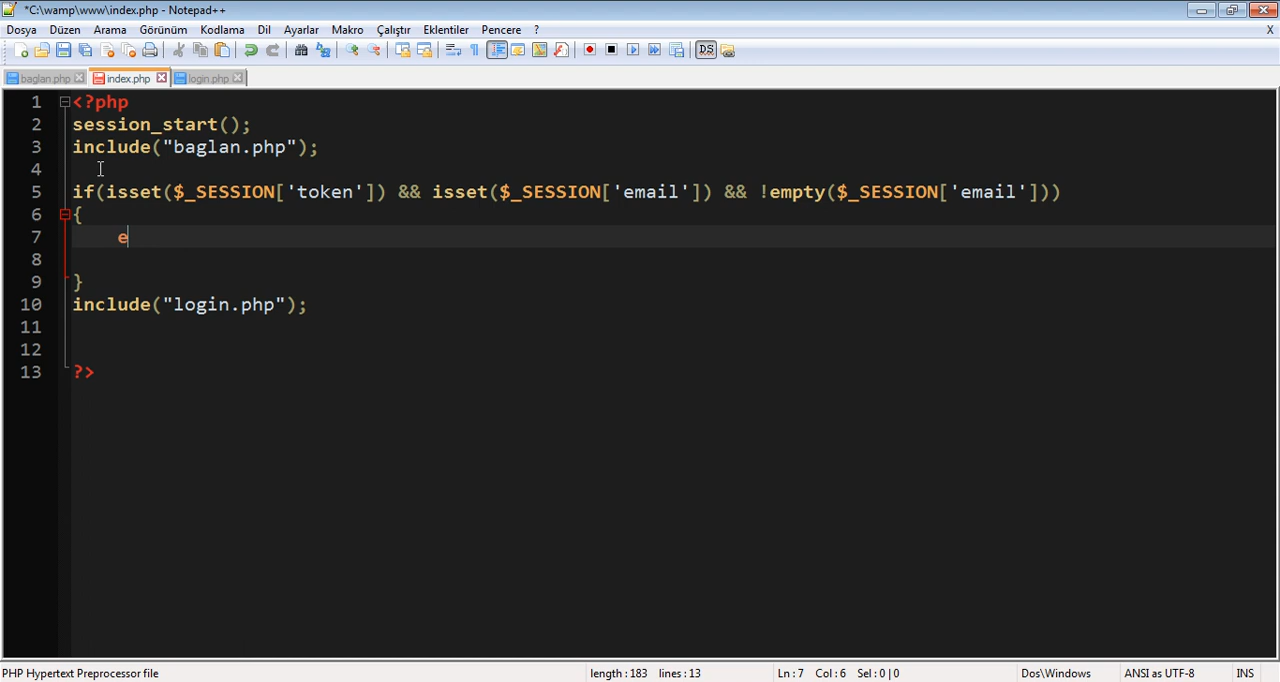 *C:\wamp\www\index.php - Notepad++
Dosya Düzen Arama Görünüm Kodlama Dil Ayarlar Makro Çalıştır Eklentiler Pencere ? X
baglan.php index.php login.php
1 <?php
2 session_start();
3 include("baglan.php");
4
5 if(isset($_SESSION['token']) && isset($_SESSION['email']) && !empty($_SESSION['email']))
6 {
7 e
8
9 }
10 include("login.php");
11
12
13 ?>
PHP Hypertext Preprocessor file length : 183 lines : 13 Ln : 7 Col : 6 Sel : 0 | 0 Dos\Windows ANSI as UTF-8 INS